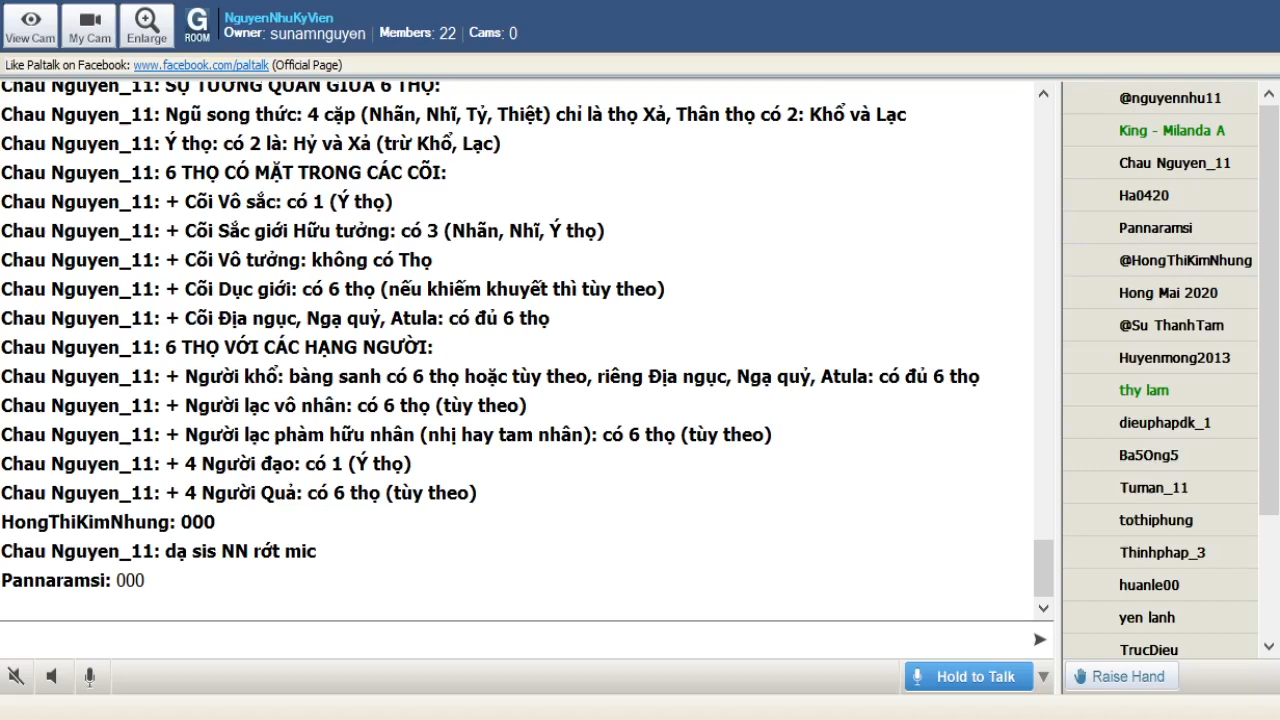 View Cam
My Cam
Enlarge
G ROOM
NguyenNhuKyVien
Owner: sunamnguyen | Members: 22 | Cams: 0
Like Paltalk on Facebook: www.facebook.com/paltalk (Official Page)
Chau Nguyen_11: SỰ TƯƠNG QUAN GIỮA 6 THỌ:
Chau Nguyen_11: Ngũ song thức: 4 cặp (Nhãn, Nhĩ, Tỷ, Thiệt) chỉ là thọ Xả, Thân thọ có 2: Khổ và Lạc
Chau Nguyen_11: Ý thọ: có 2 là: Hỷ và Xả (trừ Khổ, Lạc)
Chau Nguyen_11: 6 THỌ CÓ MẶT TRONG CÁC CÕI:
Chau Nguyen_11: + Cõi Vô sắc: có 1 (Ý thọ)
Chau Nguyen_11: + Cõi Sắc giới Hữu tưởng: có 3 (Nhãn, Nhĩ, Ý thọ)
Chau Nguyen_11: + Cõi Vô tưởng: không có Thọ
Chau Nguyen_11: + Cõi Dục giới: có 6 thọ (nếu khiếm khuyết thì tùy theo)
Chau Nguyen_11: + Cõi Địa ngục, Ngạ quỷ, Atula: có đủ 6 thọ
Chau Nguyen_11: 6 THỌ VỚI CÁC HẠNG NGƯỜI:
Chau Nguyen_11: + Người khổ: bàng sanh có 6 thọ hoặc tùy theo, riêng Địa ngục, Ngạ quỷ, Atula: có đủ 6 thọ
Chau Nguyen_11: + Người lạc vô nhân: có 6 thọ (tùy theo)
Chau Nguyen_11: + Người lạc phàm hữu nhân (nhị hay tam nhân): có 6 thọ (tùy theo)
Chau Nguyen_11: + 4 Người đạo: có 1 (Ý thọ)
Chau Nguyen_11: + 4 Người Quả: có 6 thọ (tùy theo)
HongThiKimNhung: 000
Chau Nguyen_11: dạ sis NN rớt mic
Pannaramsi: 000
@nguyennhu11
King - Milanda A
Chau Nguyen_11
Ha0420
Pannaramsi
@HongThiKimNhung
Hong Mai 2020
@Su ThanhTam
Huyenmong2013
thy lam
dieuphapdk_1
Ba5Ong5
Tuman_11
tothiphung
Thinhphap_3
huanle00
yen lanh
TrucDieu
Hold to Talk
Raise Hand